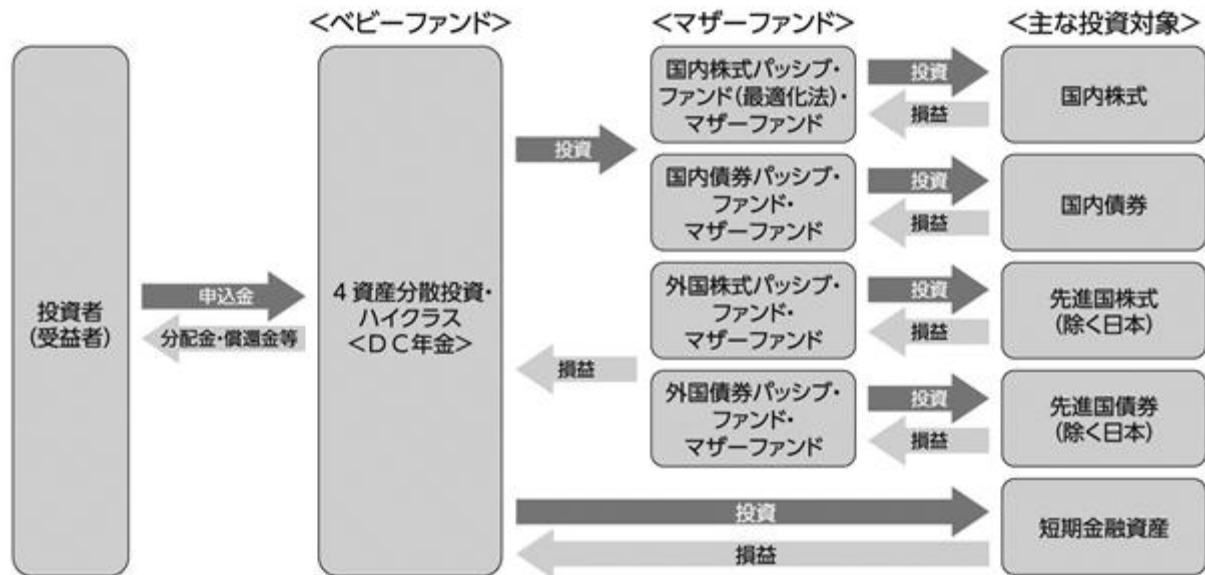 <ベビーファンド>
<マザーファンド>
<主な投資対象>
投資者
(受益者)
申込金
分配金・償還金等
4資産分散投資・
ハイクラス
<DC年金>
投資
損益
国内株式パッシブ・
ファンド(最適化法)・
マザーファンド
投資
損益
国内株式
国内債券パッシブ・
ファンド・
マザーファンド
投資
損益
国内債券
外国株式パッシブ・
ファンド・
マザーファンド
投資
損益
先進国株式
(除く日本)
外国債券パッシブ・
ファンド・
マザーファンド
投資
損益
先進国債券
(除く日本)
投資
損益
短期金融資産